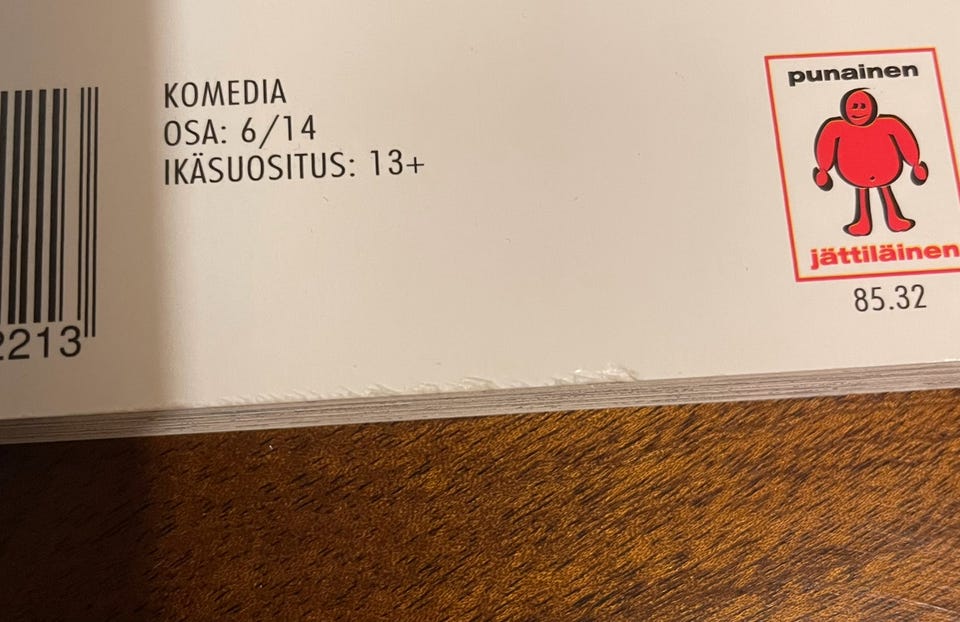 KOMEDIA
OSA: 6/14
IKÄSUOSITUS: 13+
2213
punainen
jättiläinen
85.32